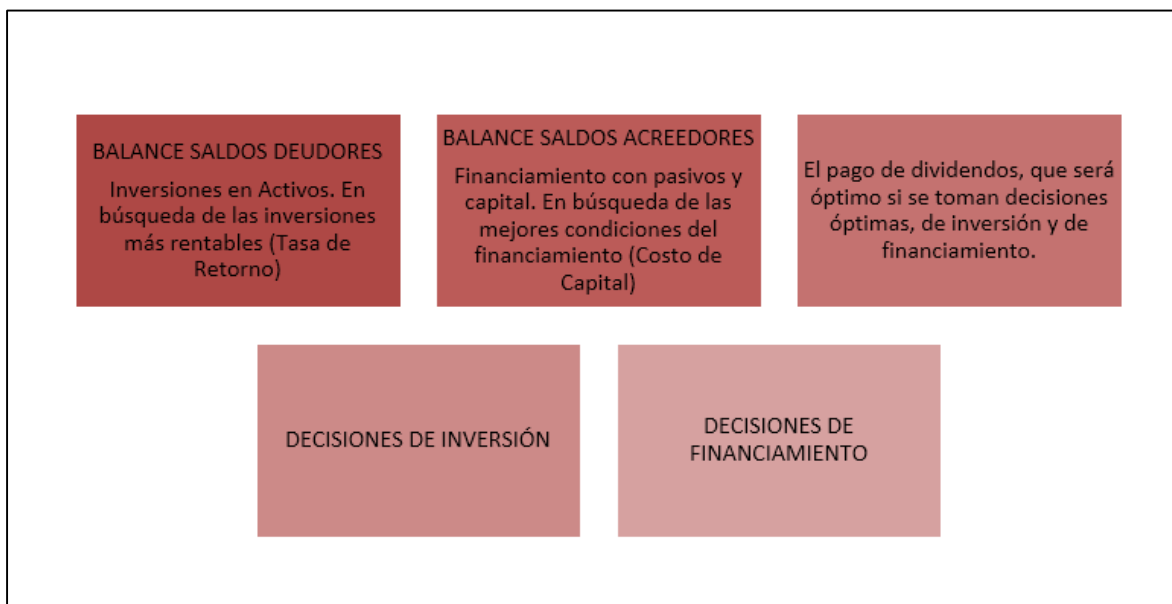 BALANCE SALDOS DEUDORES
Inversiones en Activos. En
búsqueda de las inversiones
más rentables (Tasa de
Retorno)
BALANCE SALDOS ACREEDORES
Financiamiento con pasivos y
capital. En búsqueda de las
mejores condiciones del
financiamiento (Costo de
Capital)
El pago de dividendos, que será
óptimo si se toman decisiones
óptimas, de inversión y de
financiamiento.
DECISIONES DE INVERSIÓN
DECISIONES DE
FINANCIAMIENTO